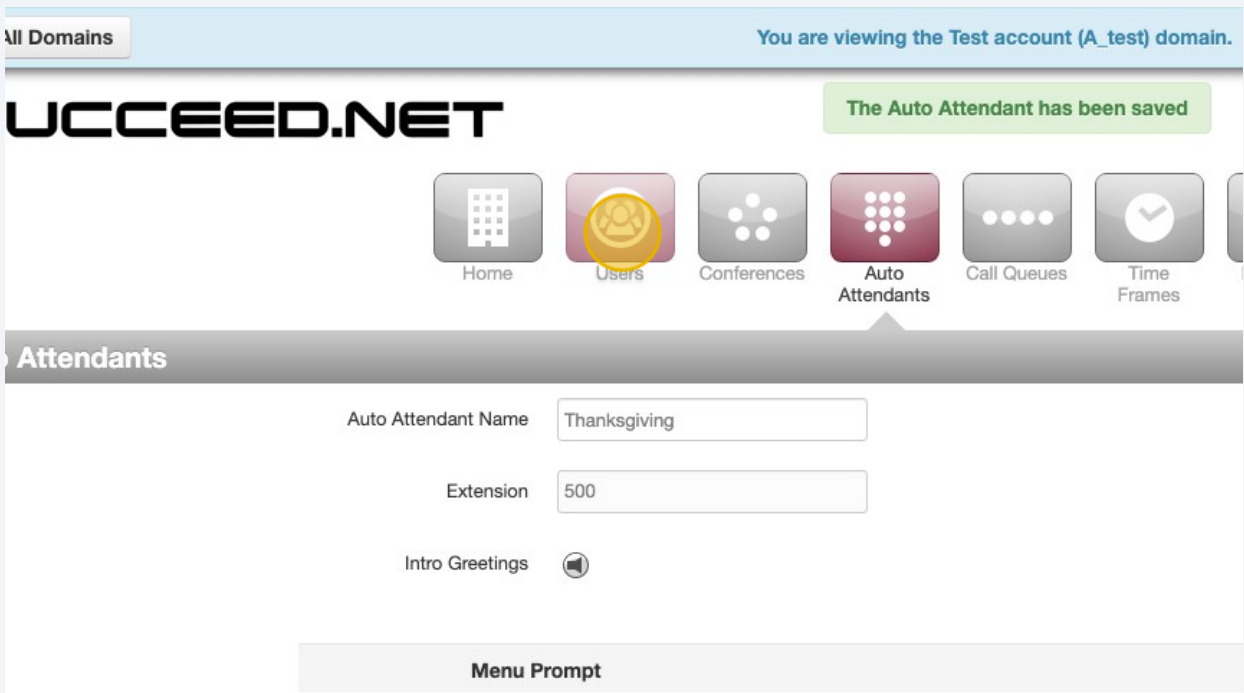 All Domains
You are viewing the Test account (A_test) domain.
UCCEED.NET
The Auto Attendant has been saved
Home
Users
Conferences
Auto
Attendants
Call Queues
Time
Frames
Attendants
Auto Attendant Name
Thanksgiving
Extension
500
Intro Greetings
Menu Prompt